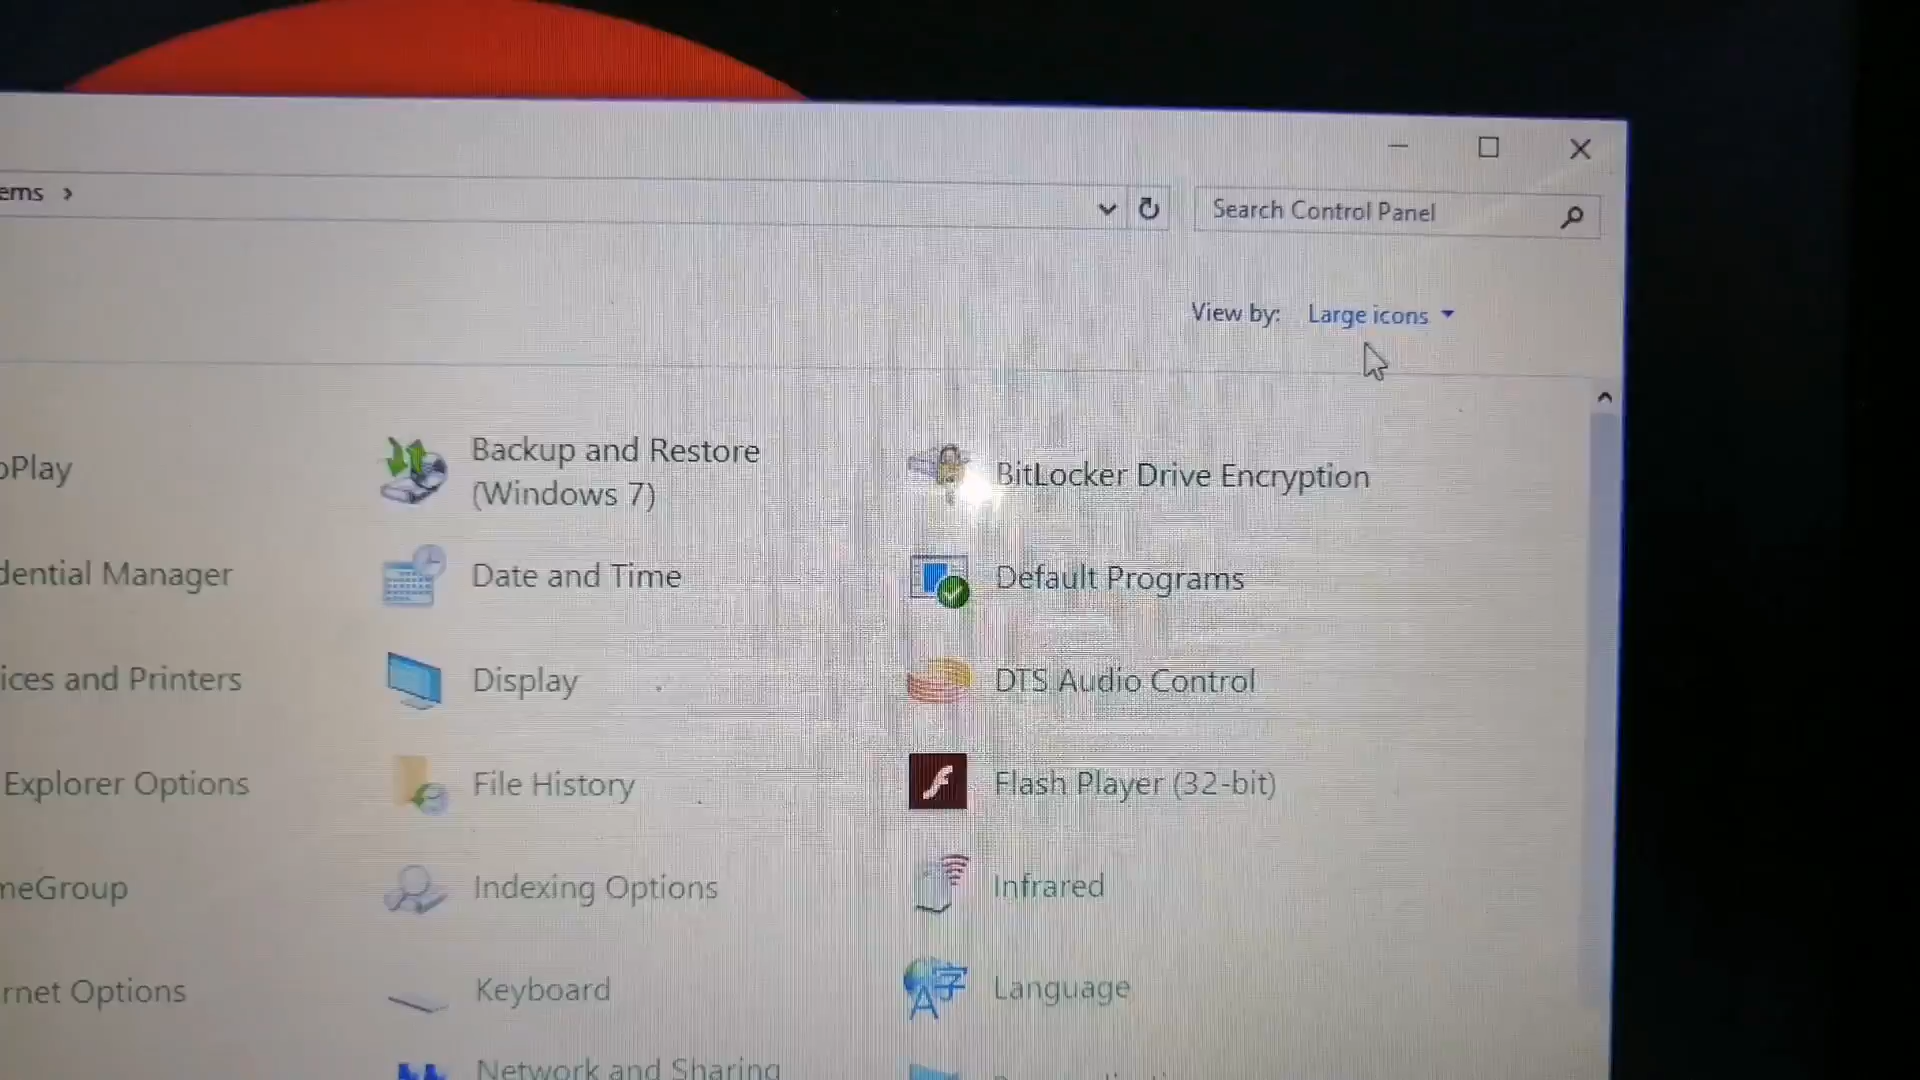 ems >
Search Control Panel
View by: Large icons
oPlay
Backup and Restore
(Windows 7)
BitLocker Drive Encryption
dential Manager
Date and Time
Default Programs
ices and Printers
Display
DTS Audio Control
Explorer Options
File History
Flash Player (32-bit)
meGroup
Indexing Options
Infrared
rnet Options
Keyboard
Language
Network and Sharing